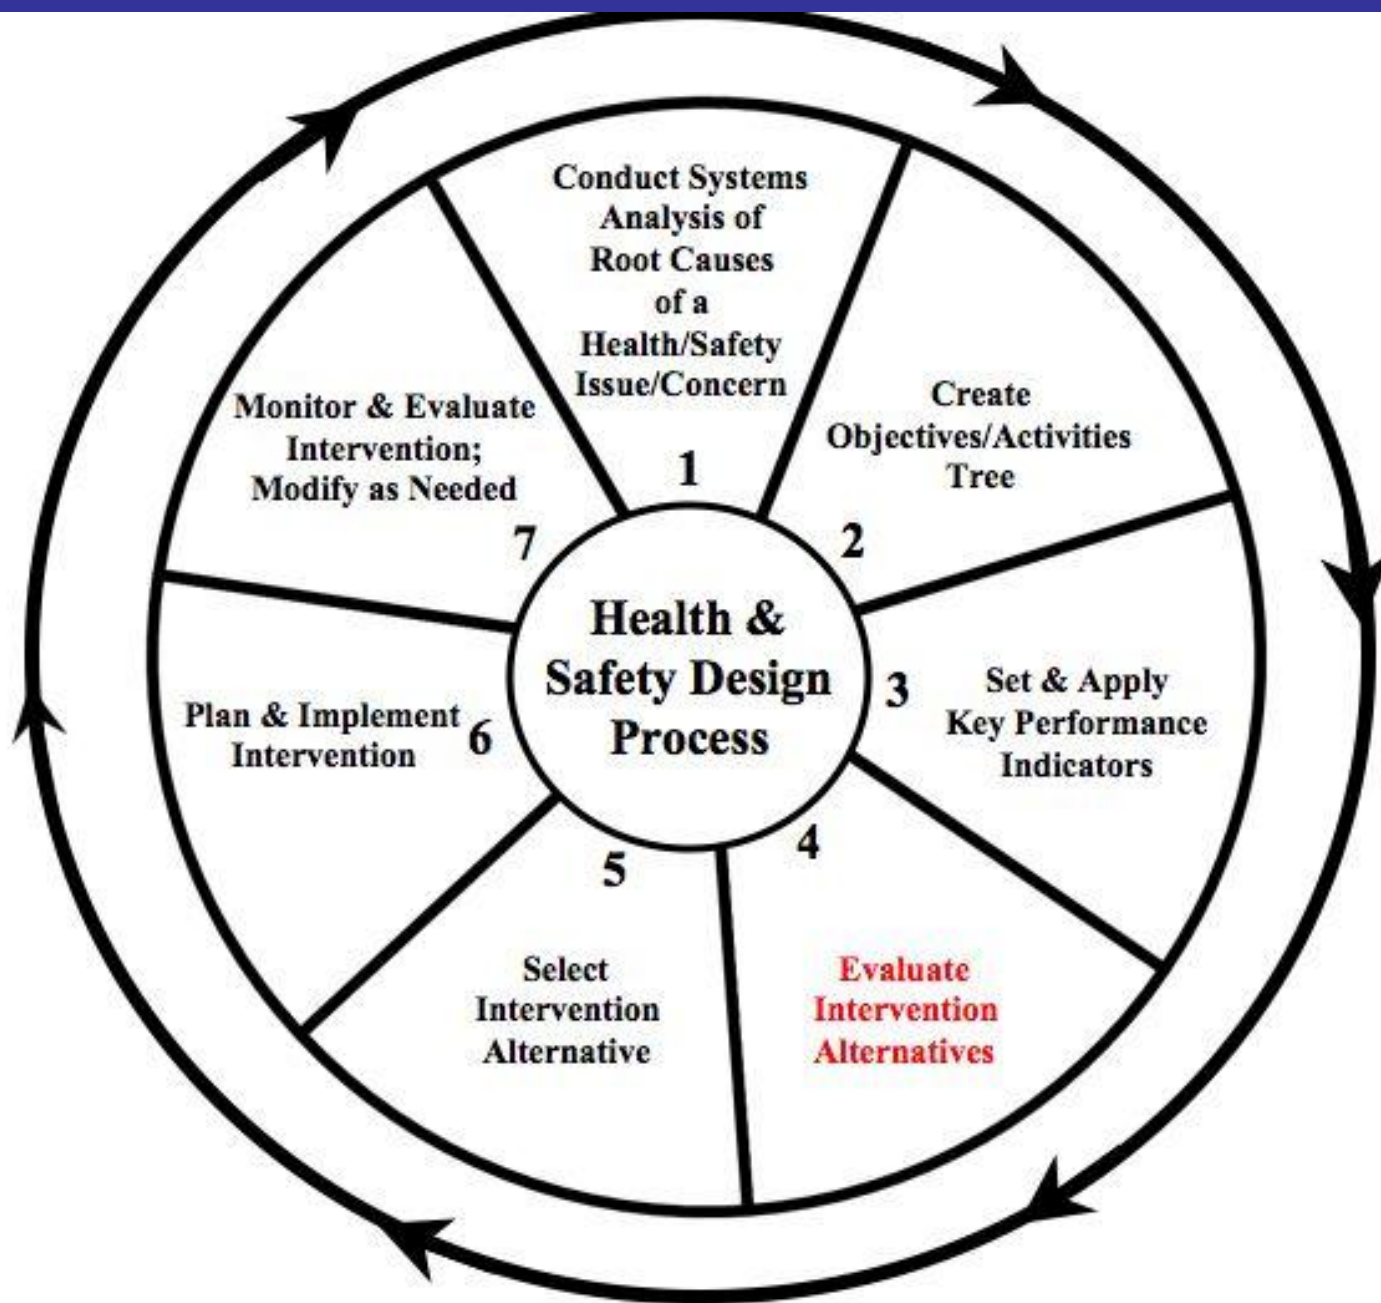 Conduct Systems
Analysis of
Root Causes
of a
Health/Safety
Issue/Concern
1
Create
Objectives/Activities
Tree
2
Set & Apply
Key Performance
Indicators
3
Evaluate
Intervention
Alternatives
4
Select
Intervention
Alternative
5
Plan & Implement
Intervention
6
Monitor & Evaluate
Intervention;
Modify as Needed
7
Health &
Safety Design
Process